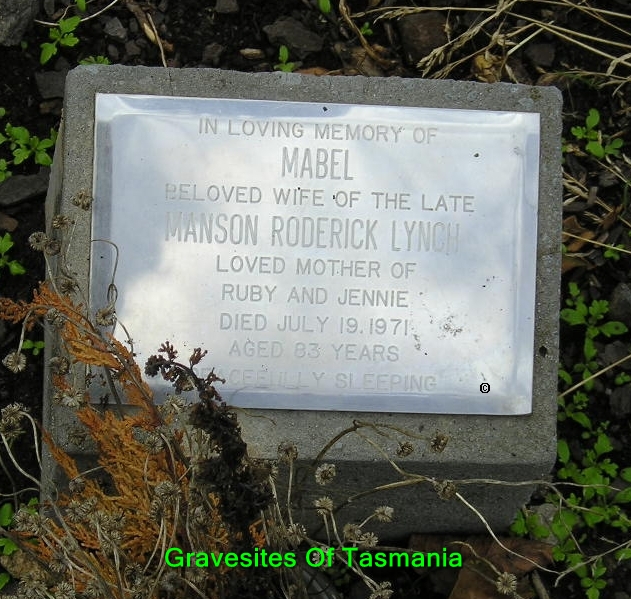 IN LOVING MEMORY OF
MABEL
BELOVED WIFE OF THE LATE
MANSON RODERICK LYNCH
LOVED MOTHER OF
RUBY AND JENNIE
DIED JULY 19.1971
AGED 83 YEARS
PEACEFULLY SLEEPING
©
Gravesites Of Tasmania